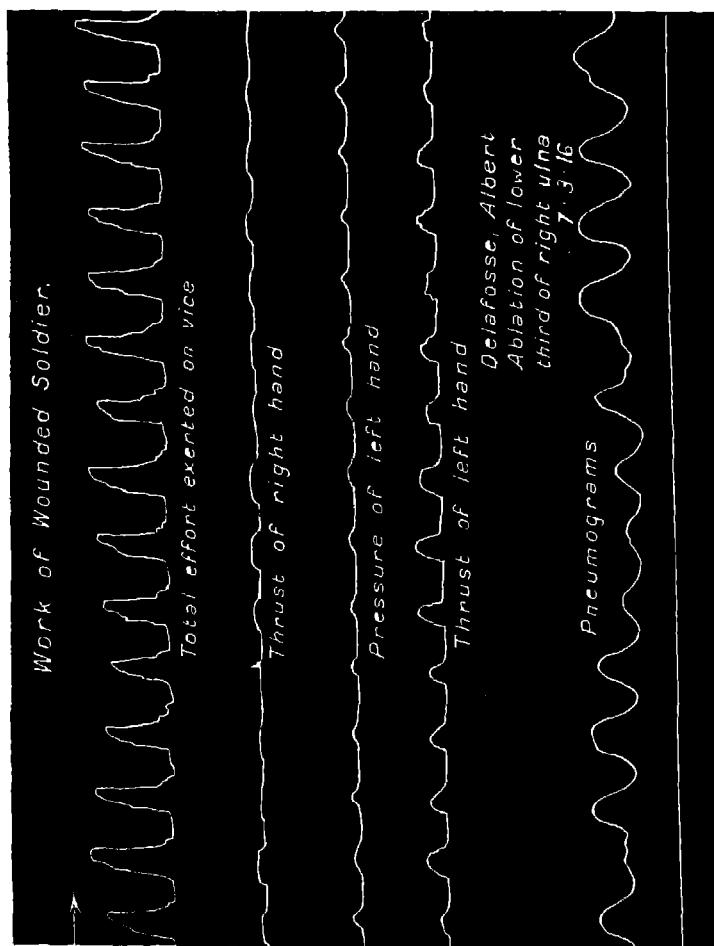 Work of Wounded Soldier.
Total effort exerted on vice
Thrust of right hand
Pressure of left hand
Thrust of left hand
Delafosse, Albert
Ablation of lower
third of right ulna
7·3·16
Pneumograms